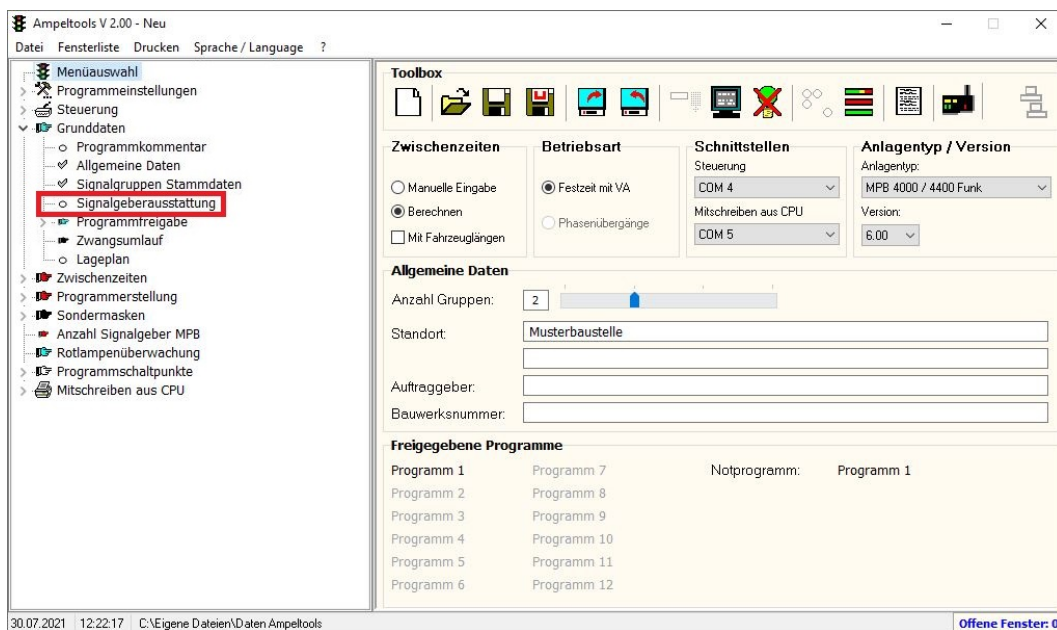 Ampeltools V 2.00 - Neu
Datei Fensterliste Drucken Sprache / Language ?
Menüauswahl
Programmeinstellungen
Steuerung
Grunddaten
Programmkommentar
Allgemeine Daten
Signalgruppen Stammdaten
Signalgeberausstattung
Programmfreigabe
Zwangsumlauf
Lageplan
Zwischenzeiten
Programmerstellung
Sondermasken
Anzahl Signalgeber MPB
Rotlampenüberwachung
Programmschaltpunkte
Mitschreiben aus CPU
Toolbox
Zwischenzeiten
Manuelle Eingabe
Berechnen
Mit Fahrzeuglängen
Betriebsart
Festzeit mit VA
Phasenübergänge
Schnittstellen
Steuerung
COM 4
Mitschreiben aus CPU
COM 5
Anlagentyp / Version
Anlagentyp:
MPB 4000 / 4400 Funk
Version:
6.00
Allgemeine Daten
Anzahl Gruppen: 2
Standort: Musterbaustelle
Auftraggeber:
Bauwerksnummer:
Freigegebene Programme
Programm 1 Programm 7 Notprogramm: Programm 1
Programm 2 Programm 8
Programm 3 Programm 9
Programm 4 Programm 10
Programm 5 Programm 11
Programm 6 Programm 12
30.07.2021 12:22:17 C:\Eigene Dateien\Daten Ampeltools Offene Fenster: 0